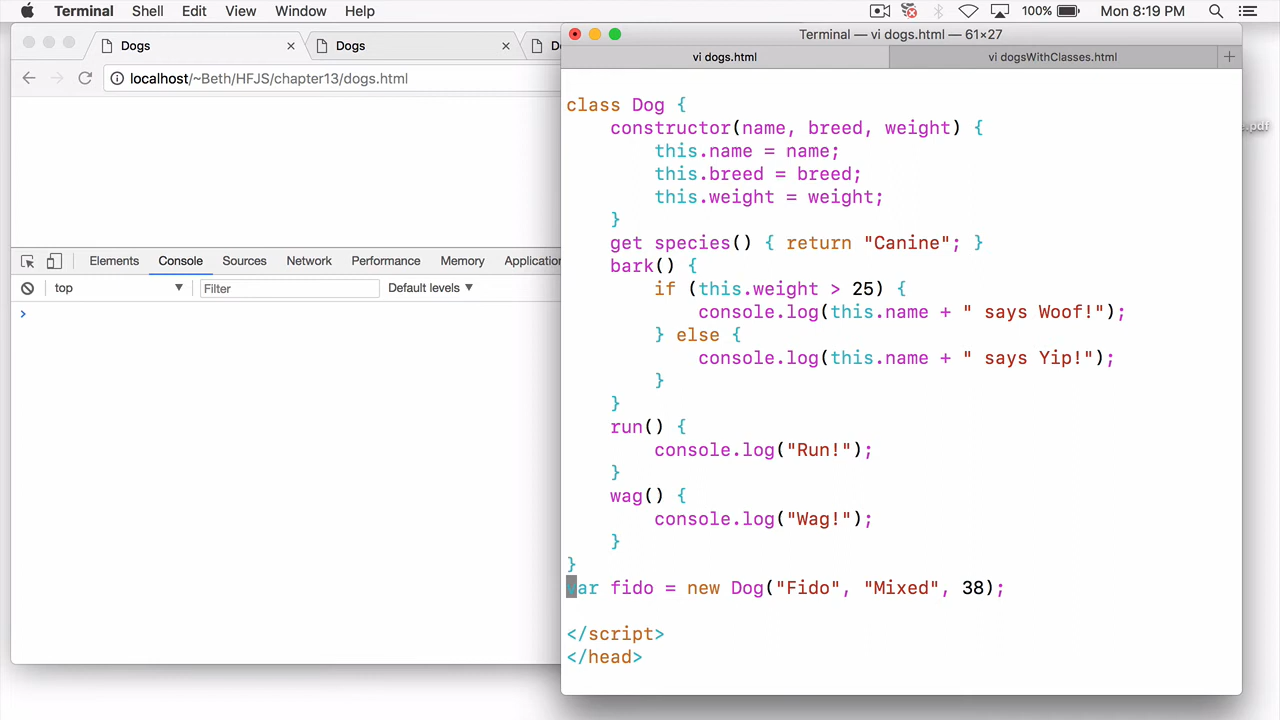 Terminal Shell Edit View Window Help 100% Mon 8:19 PM
Dogs Dogs
localhost/~Beth/HFJS/chapter13/dogs.html
Elements Console Sources Network Performance Memory Application
top Filter Default levels
>
Terminal — vi dogs.html — 61×27
vi dogs.html vi dogsWithClasses.html +
class Dog {
    constructor(name, breed, weight) {
        this.name = name;
        this.breed = breed;
        this.weight = weight;
    }
    get species() { return "Canine"; }
    bark() {
        if (this.weight > 25) {
            console.log(this.name + " says Woof!");
        } else {
            console.log(this.name + " says Yip!");
        }
    }
    run() {
        console.log("Run!");
    }
    wag() {
        console.log("Wag!");
    }
}
var fido = new Dog("Fido", "Mixed", 38);
</script>
</head>
.pdf